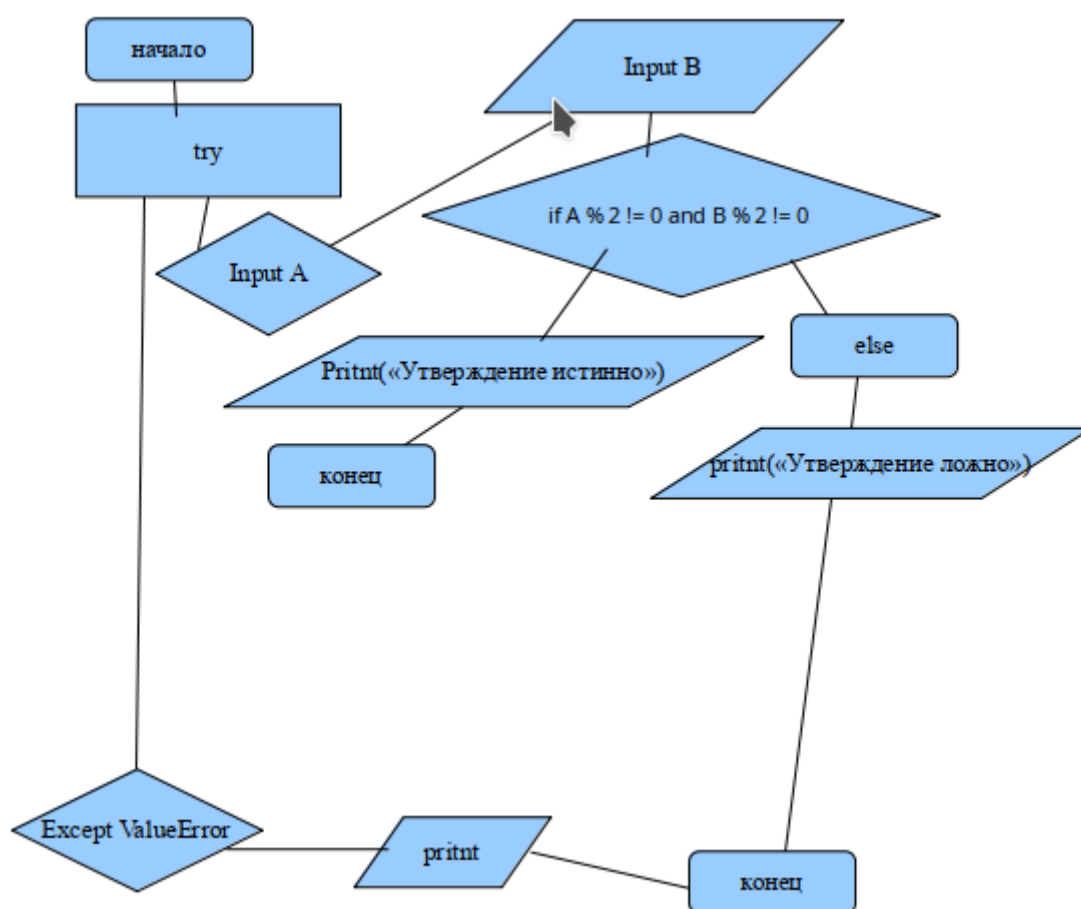 начало
Input B
try
if A % 2 != 0 and B % 2 != 0
Input A
else
Pritnt(«Утверждение истинно»)
pritnt(«Утверждение ложно»)
конец
Except ValueError
pritnt
конец